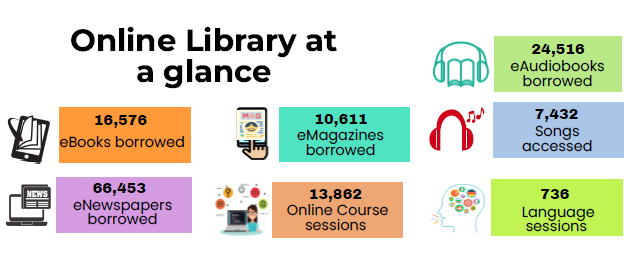 Online Library at
a glance
24,516
eAudiobooks
borrowed
16,576
eBooks borrowed
MAG
10,611
eMagazines
borrowed
7,432
Songs
accessed
NEWS
66,453
eNewspapers
borrowed
13,862
Online Course
sessions
736
Language
sessions